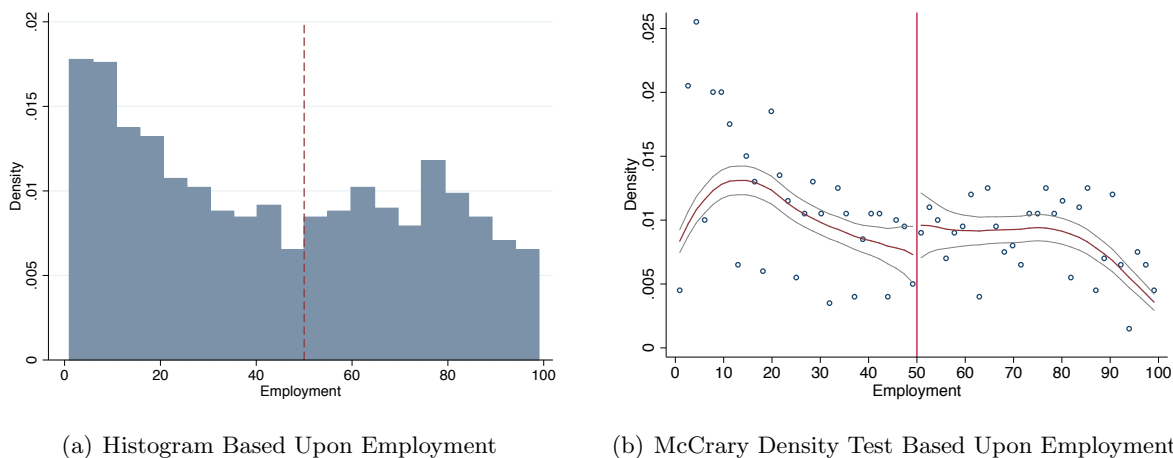 .02
.015
.01
.005
0
Density
0 20 40 60 80 100
Employment
(a) Histogram Based Upon Employment
.025
.02
.015
.01
.005
0
Density
0 10 20 30 40 50 60 70 80 90 100
Employment
(b) McCrary Density Test Based Upon Employment